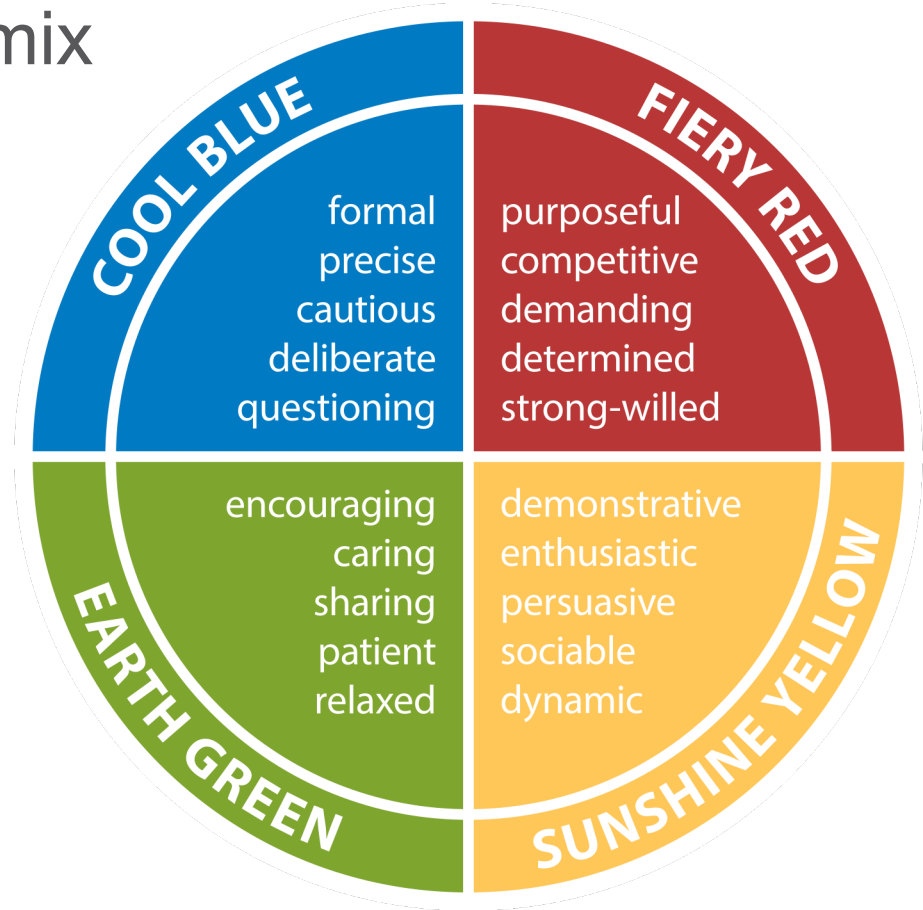 mix
COOL BLUE
formal
precise
cautious
deliberate
questioning
FIERY RED
purposeful
competitive
demanding
determined
strong-willed
EARTH GREEN
encouraging
caring
sharing
patient
relaxed
SUNSHINE YELLOW
demonstrative
enthusiastic
persuasive
sociable
dynamic